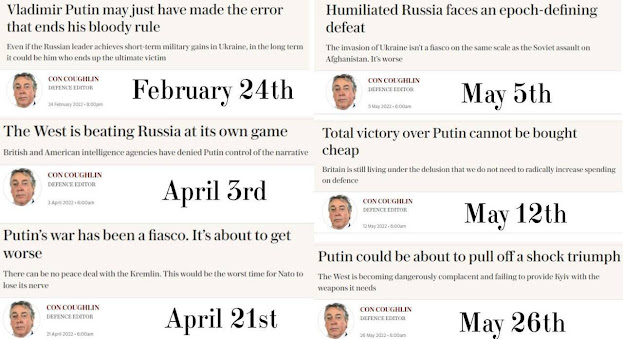 Vladimir Putin may just have made the error
that ends his bloody rule
Even if the Russian leader achieves short-term military gains in Ukraine, in the long term
it could be him who ends up the ultimate victim
CON COUGHLIN
DEFENCE EDITOR
24 February 2022 • 8:00pm
February 24th
The West is beating Russia at its own game
British and American intelligence agencies have denied Putin control of the narrative
CON COUGHLIN
DEFENCE EDITOR
3 April 2022 • 6:00am
April 3rd
Putin's war has been a fiasco. It's about to get
worse
There can be no peace deal with the Kremlin. This would be the worst time for Nato to
lose its nerve
CON COUGHLIN
DEFENCE EDITOR
21 April 2022 • 6:00am
April 21st
Humiliated Russia faces an epoch-defining
defeat
The invasion of Ukraine isn't a fiasco on the same scale as the Soviet assault on
Afghanistan. It's worse
CON COUGHLIN
DEFENCE EDITOR
5 May 2022 • 6:00am
May 5th
Total victory over Putin cannot be bought
cheap
Britain is still living under the delusion that we do not need to radically increase spending
on defence
CON COUGHLIN
DEFENCE EDITOR
12 May 2022 • 6:00am
May 12th
Putin could be about to pull off a shock triumph
The West is becoming dangerously complacent and failing to provide Kyiv with the
weapons it needs
CON COUGHLIN
DEFENCE EDITOR
26 May 2022 • 6:00am
May 26th